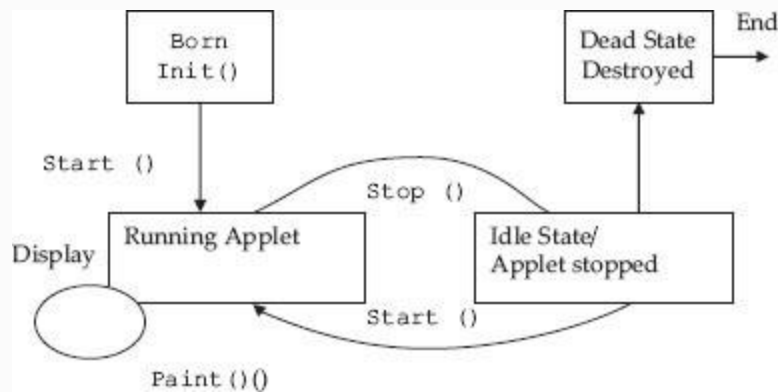 Born
Init()
Dead State
Destroyed
End
Start ()
Stop ()
Running Applet
Idle State/
Applet stopped
Display
Start ()
Paint()()